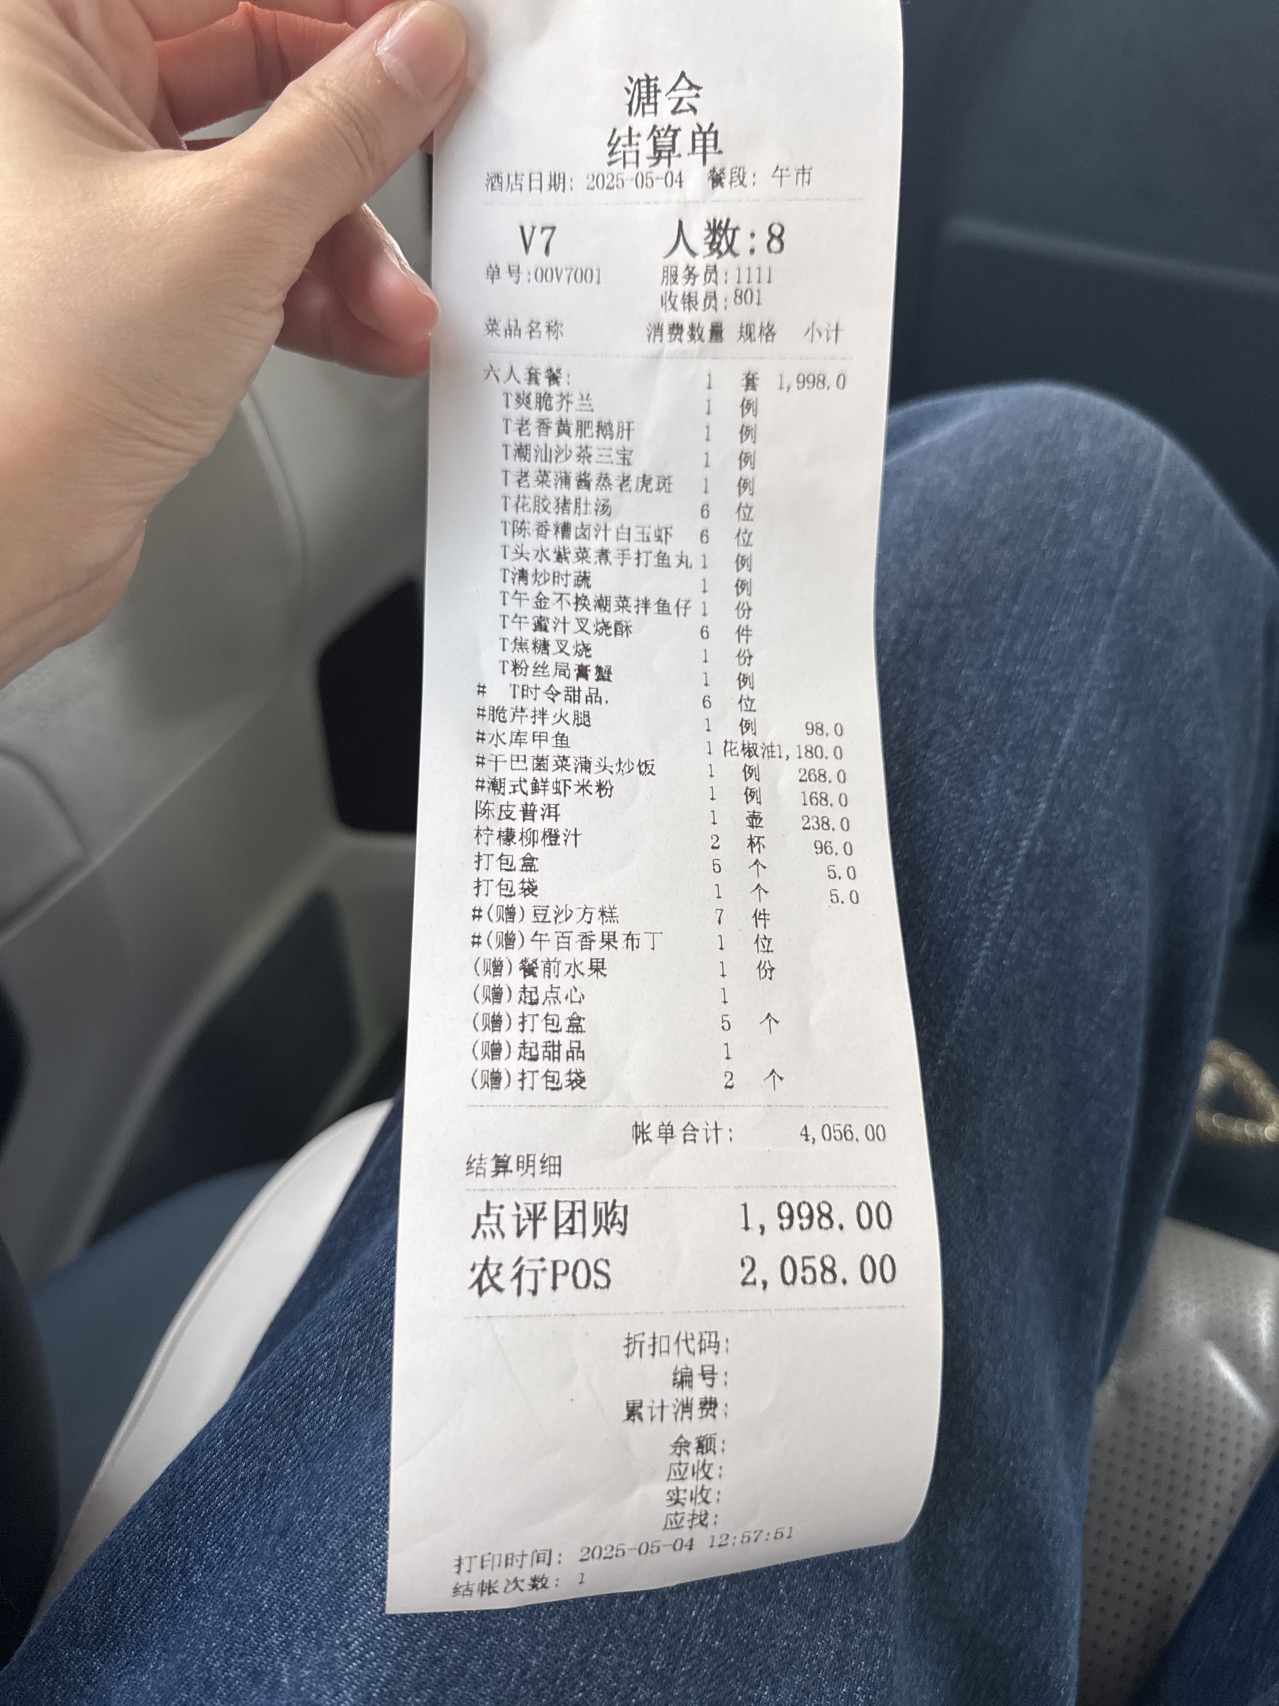 溏会
结算单
酒店日期: 2025-05-04 餐段: 午市
V7 人数:8
单号:00V7001 服务员:1111
收银员:801
菜品名称 消费数量 规格 小计
六人套餐: 1 套 1,998.0
T爽脆芥兰 1 例
T老香黄肥鹅肝 1 例
T潮汕沙茶三宝 1 例
T老菜蒲酱蒸老虎斑 1 例
T花胶猪肚汤 6 位
T陈香糟卤汁白玉虾 6 位
T头水紫菜煮手打鱼丸 1 例
T清炒时蔬 1 例
T午金不换潮菜拌鱼仔 1 份
T午蜜汁叉烧酥 6 件
T焦糖叉烧 1 份
T粉丝局膏蟹 1 例
# T时令甜品. 6 位
#脆芹拌火腿 1 例 98.0
#水库甲鱼 1 花椒油1,180.0
#干巴菌菜蒲头炒饭 1 例 268.0
#潮式鲜虾米粉 1 例 168.0
陈皮普洱 1 壶 238.0
柠檬柳橙汁 2 杯 96.0
打包盒 5 个 5.0
打包袋 1 个 5.0
#(赠)豆沙方糕 7 件
#(赠)午百香果布丁 1 位
(赠)餐前水果 1 份
(赠)起点心 1
(赠)打包盒 5 个
(赠)起甜品 1
(赠)打包袋 2 个
帐单合计: 4,056.00
结算明细
点评团购 1,998.00
农行POS 2,058.00
折扣代码:
编号:
累计消费:
余额:
应收:
实收:
应找:
打印时间: 2025-05-04 12:57:51
结帐次数: 1